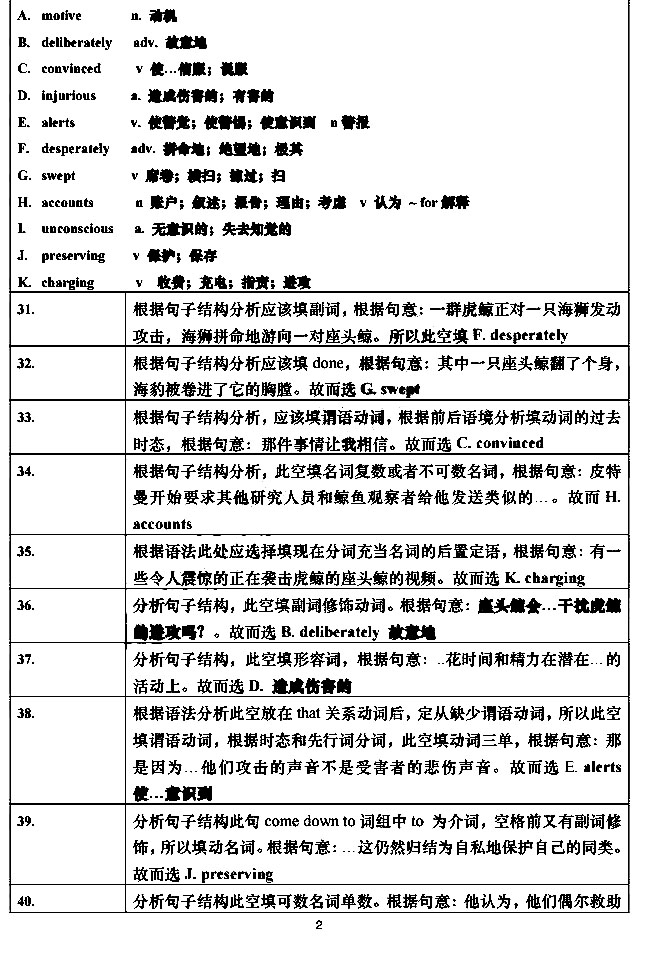 A. motive n. 动机
B. deliberately adv. 故意地
C. convinced v 使…信服；说服
D. injurious a. 造成伤害的；有害的
E. alerts v. 使警觉；使警惕；使意识到 n 警报
F. desperately adv. 拼命地；绝望地；极其
G. swept v 席卷；横扫；掠过；扫
H. accounts n 账户；叙述；报告；理由；考虑 v 认为 ~ for 解释
I. unconscious a. 无意识的；失去知觉的
J. preserving v 保护；保存
K. charging v 收费；充电；指责；进攻
31. 根据句子结构分析应该填副词，根据句意：一群虎鲸正对一只海狮发动
攻击，海狮拼命地游向一对座头鲸。所以此空填 F. desperately
32. 根据句子结构分析应该填 done，根据句意：其中一只座头鲸翻了个身，
海豹被卷进了它的胸膛。故而选 G. swept
33. 根据句子结构分析，应该填谓语动词，根据前后语境分析填动词的过去
时态，根据句意：那件事情让我相信。故而选 C. convinced
34. 根据句子结构分析，此空填名词复数或者不可数名词，根据句意：皮特
曼开始要求其他研究人员和鲸鱼观察者给他发送类似的…。故而 H.
accounts
35. 根据语法此处应选择填现在分词充当名词的后置定语，根据句意：有一
些令人震惊的正在袭击虎鲸的座头鲸的视频。故而选 K. charging
36. 分析句子结构，此空填副词修饰动词。根据句意：座头鲸会…干扰虎鲸
的进攻吗？。故而选 B. deliberately 故意地
37. 分析句子结构，此空填形容词，根据句意：..花时间和精力在潜在…的
活动上。故而选 D. 造成伤害的
38. 根据语法分析此空放在 that 关系动词后，定从缺少谓语动词，所以此空
填谓语动词，根据时态和先行词分词，此空填动词三单，根据句意：那
是因为…他们攻击的声音不是受害者的悲伤声音。故而选 E. alerts
使…意识到
39. 分析句子结构此句 come down to 词组中 to 为介词，空格前又有副词修
饰，所以填动名词。根据句意：…这仍然归结为自私地保护自己的同类。
故而选 J. preserving
40. 分析句子结构此空填可数名词单数。根据句意：他认为，他们偶尔救助
2